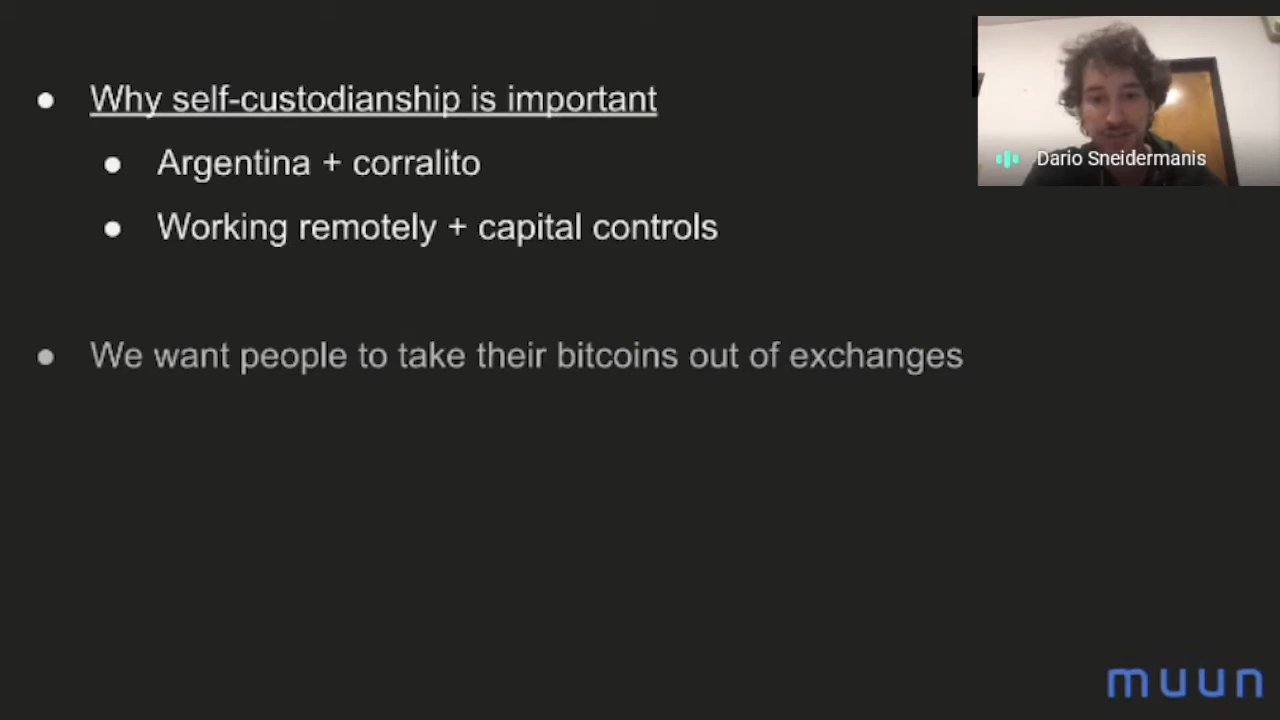 Why self-custodianship is important
Argentina + corralito
Working remotely + capital controls
We want people to take their bitcoins out of exchanges
Dario Sneidermanis
muun